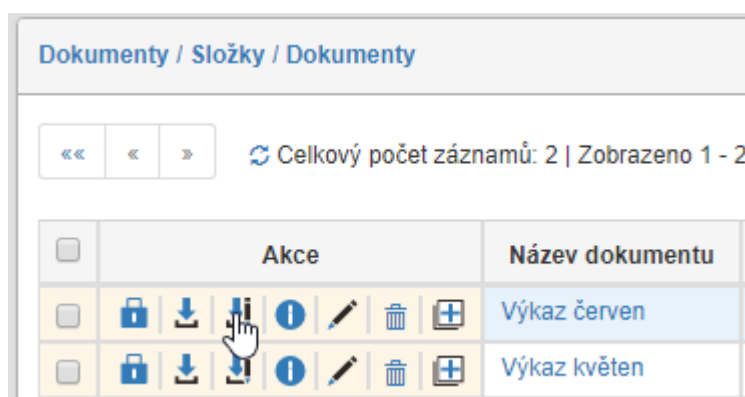 Dokumenty / Složky / Dokumenty
«« « » Celkový počet záznamů: 2 | Zobrazeno 1 - 2
Akce Název dokumentu
Výkaz červen
Výkaz květen